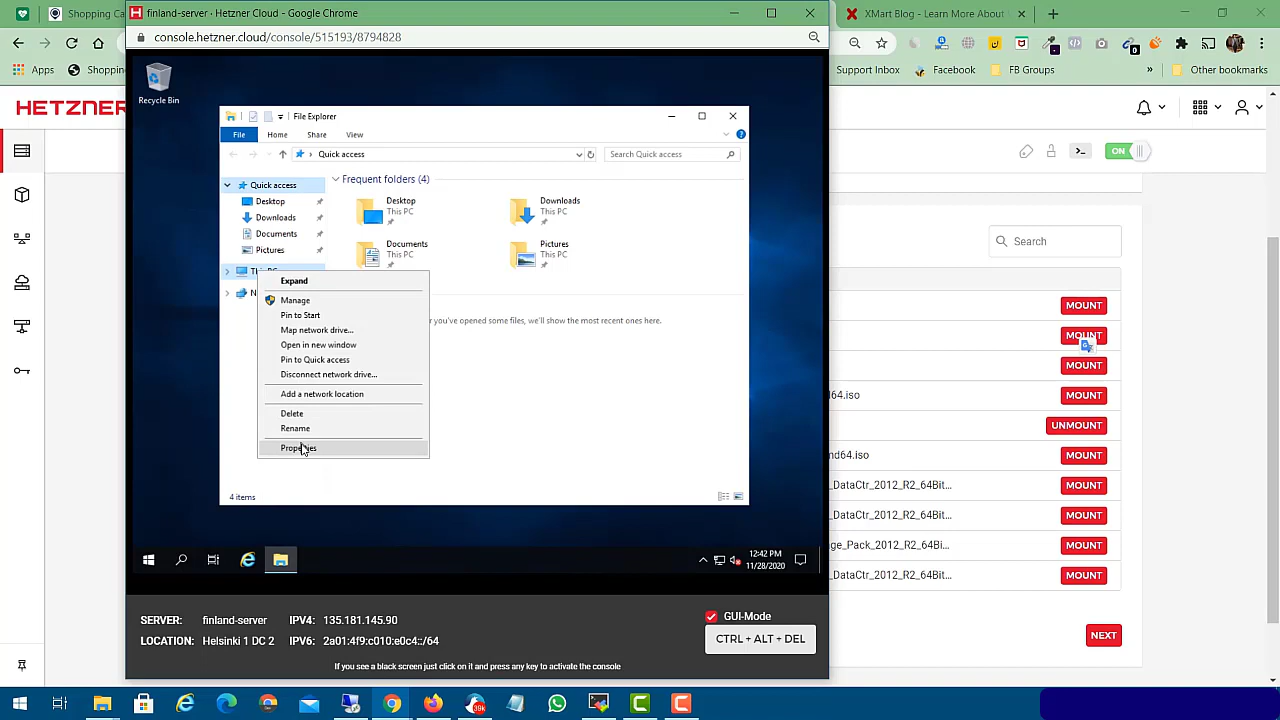 Shopping Ca
finland-server - Hetzner Cloud - Google Chrome
XMart Blog - Learn More About
console.hetzner.cloud/console/515193/8794828
Apps
Shopping
Support Inbox
Facebook
FB Groups
»
Other bookmarks
HETZNER
Recycle Bin
File Explorer
File
Home
Share
View
Quick access
Search Quick access
Quick access
Desktop
Downloads
Documents
Pictures
Frequent folders (4)
Desktop
This PC
Downloads
This PC
Documents
This PC
Pictures
This PC
ON
Search
Expand
Manage
Pin to Start
Map network drive...
Open in new window
Pin to Quick access
Disconnect network drive...
Add a network location
Delete
Rename
Properties
r you've opened some files, we'll show the most recent ones here.
4 items
MOUNT
MOUNT
MOUNT
d64.iso
MOUNT
UNMOUNT
nd64.iso
MOUNT
_DataCtr_2012_R2_64Bit...
MOUNT
_DataCtr_2012_R2_64Bit...
MOUNT
ge_Pack_2012_R2_64Bi...
MOUNT
_DataCtr_2012_R2_64Bit...
MOUNT
NEXT
12:42 PM
11/28/2020
SERVER: finland-server IPV4: 135.181.145.90
LOCATION: Helsinki 1 DC 2 IPV6: 2a01:4f9:c010:e0c4::/64
GUI-Mode
CTRL + ALT + DEL
If you see a black screen just click on it and press any key to activate the console
39k